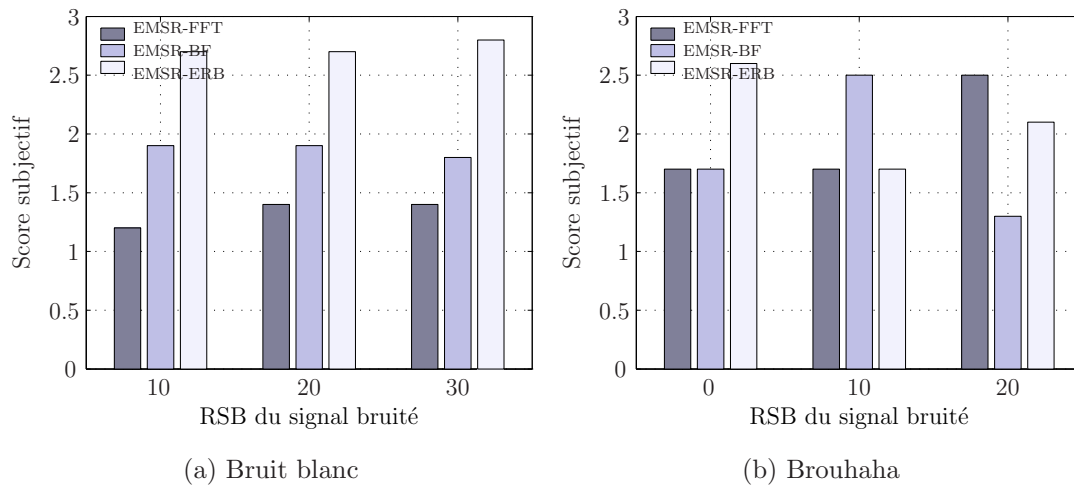 3
2.5
2
1.5
1
0.5
0
Score subjectif
EMSR-FFT
EMSR-BF
EMSR-ERB
10 20 30
RSB du signal bruité
(a) Bruit blanc
3
2.5
2
1.5
1
0.5
0
Score subjectif
EMSR-FFT
EMSR-BF
EMSR-ERB
0 10 20
RSB du signal bruité
(b) Brouhaha